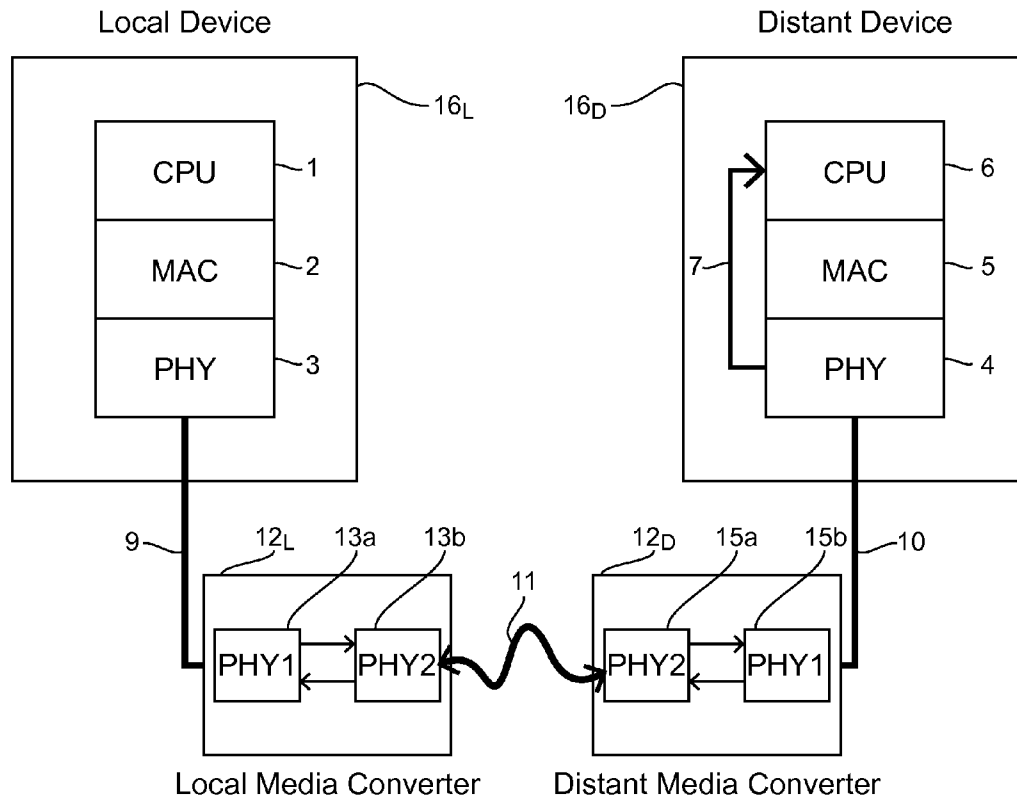 Local Device
Distant Device
16L
16D
CPU
1
CPU
6
MAC
2
7
MAC
5
PHY
3
PHY
4
9
12L
13a
13b
11
12D
15a
15b
10
PHY1
PHY2
PHY2
PHY1
Local Media Converter
Distant Media Converter